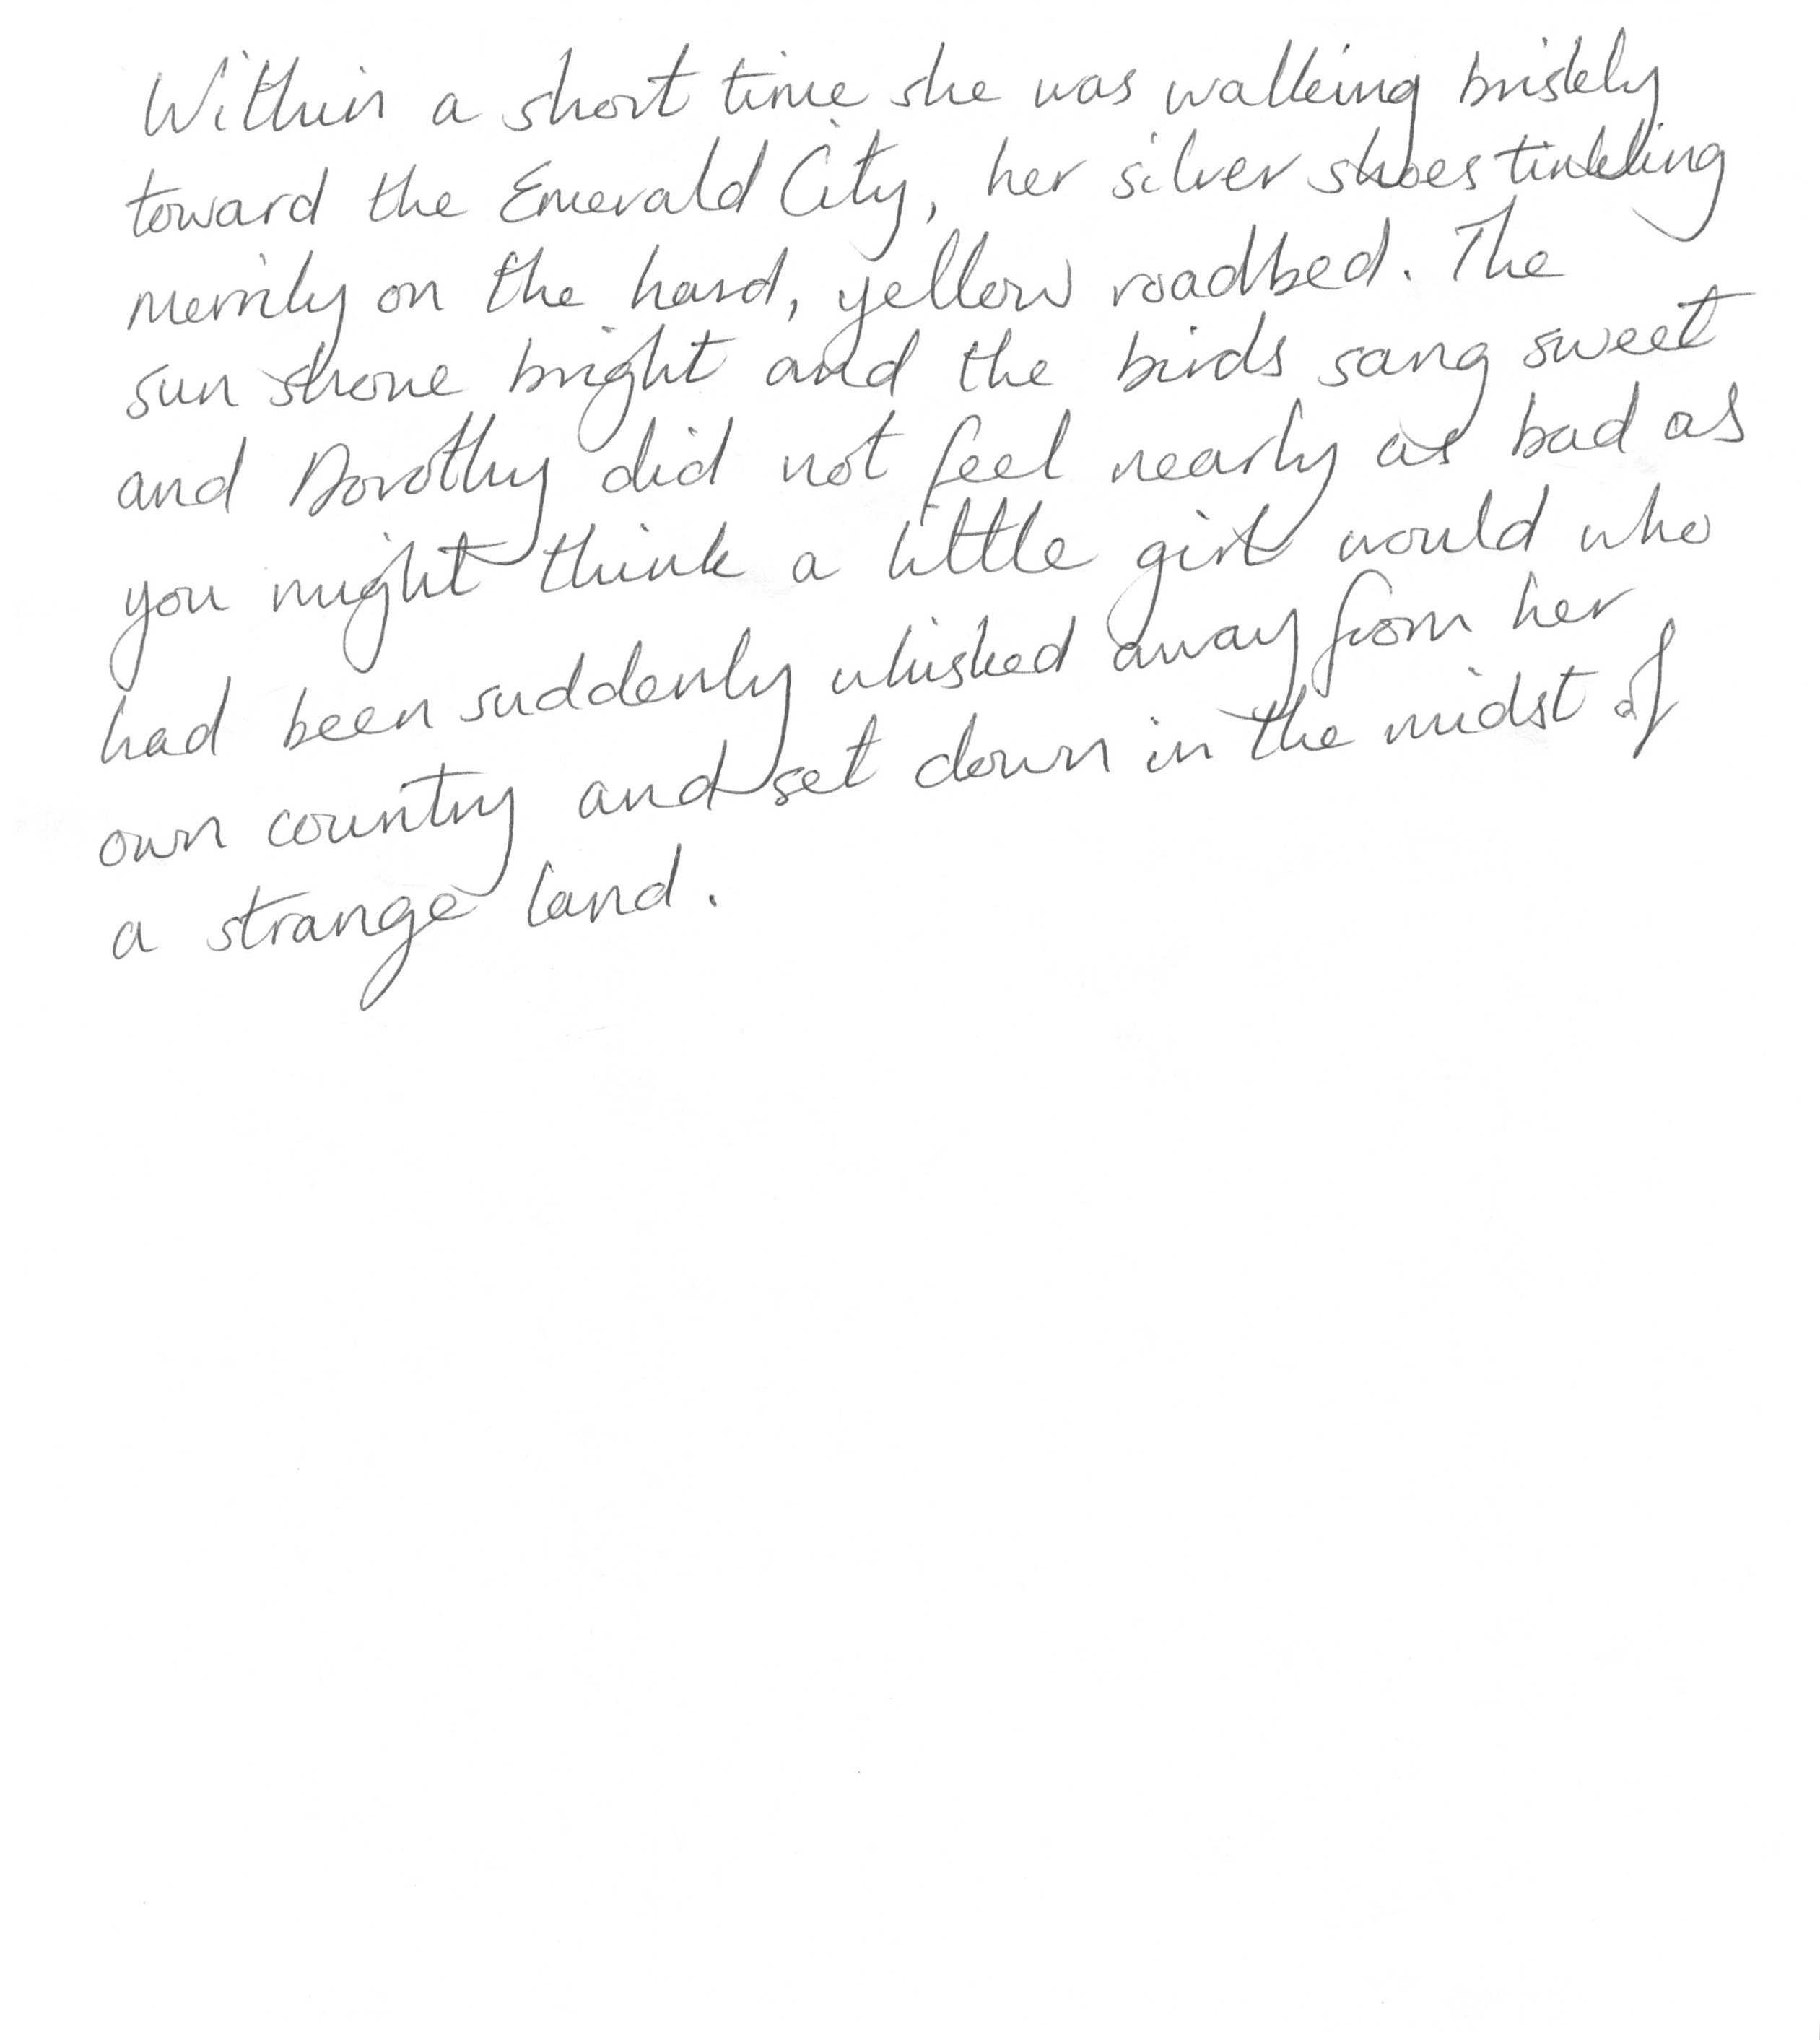 Within a short time she was walking briskly
toward the Emerald City, her silver shoes tinkling
merrily on the hard, yellow roadbed. The
sun shone bright and the birds sang sweet
and Dorothy did not feel nearly as bad as
you might think a little girl would who
had been suddenly whisked away from her
own country and set down in the midst of
a strange land.